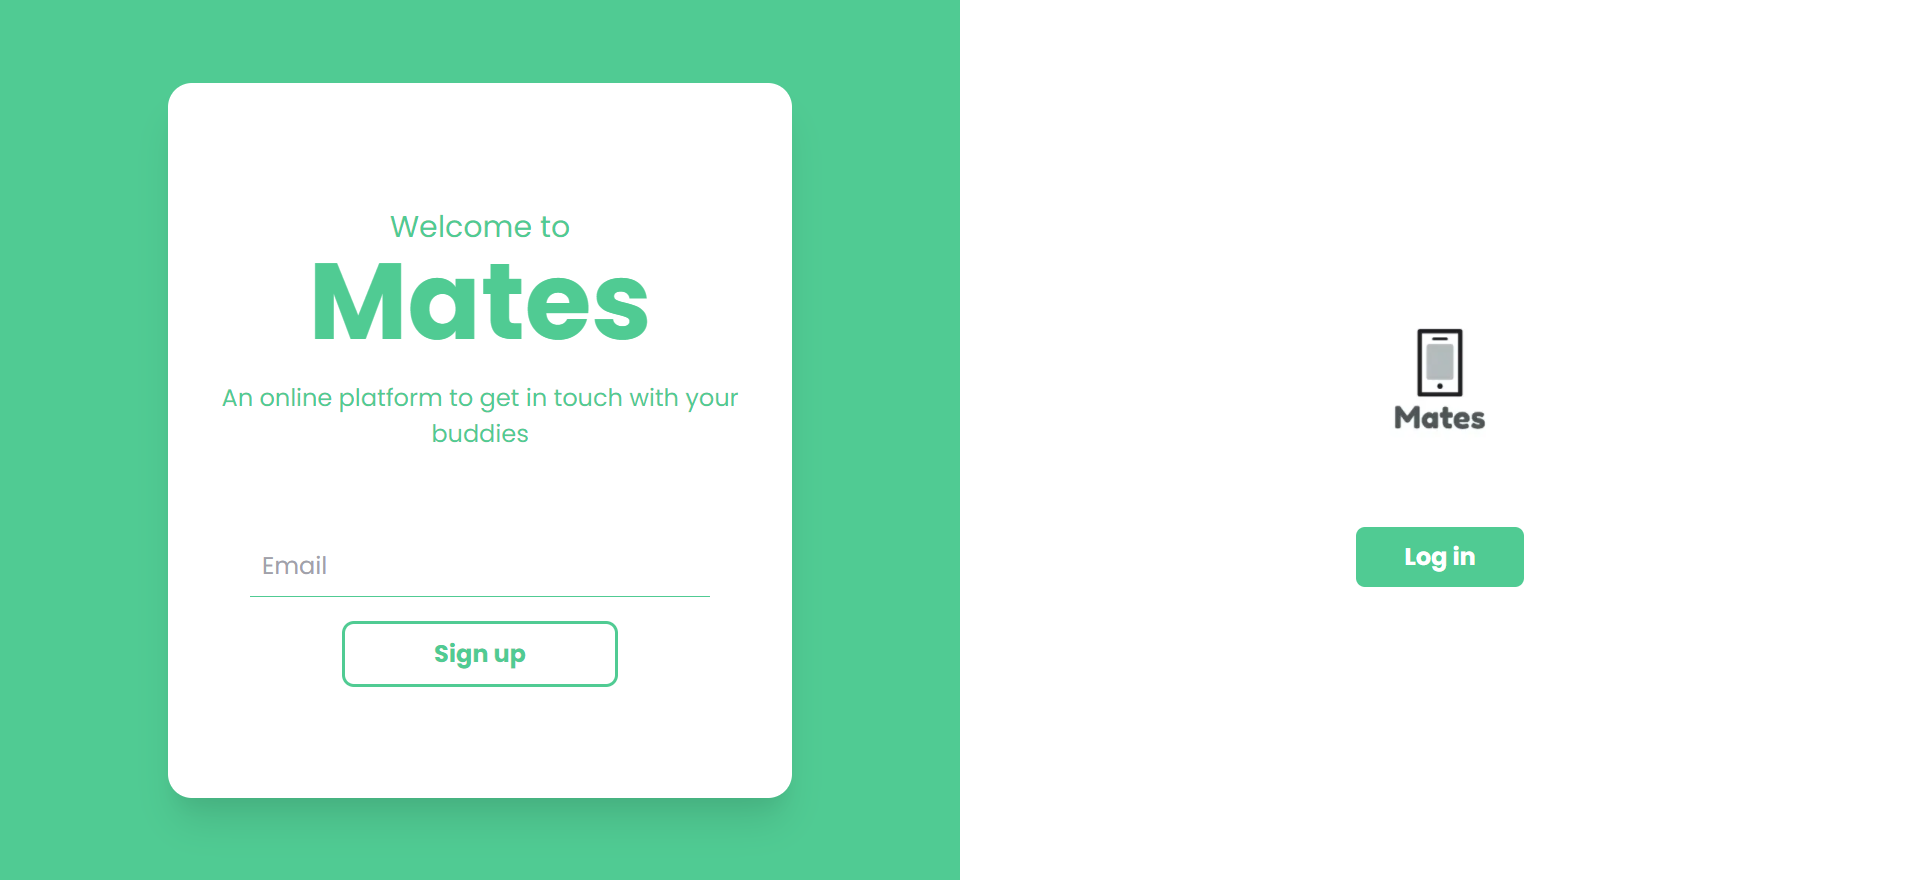 Welcome to
Mates
An online platform to get in touch with your
buddies
Email
Sign up
Mates
Log in